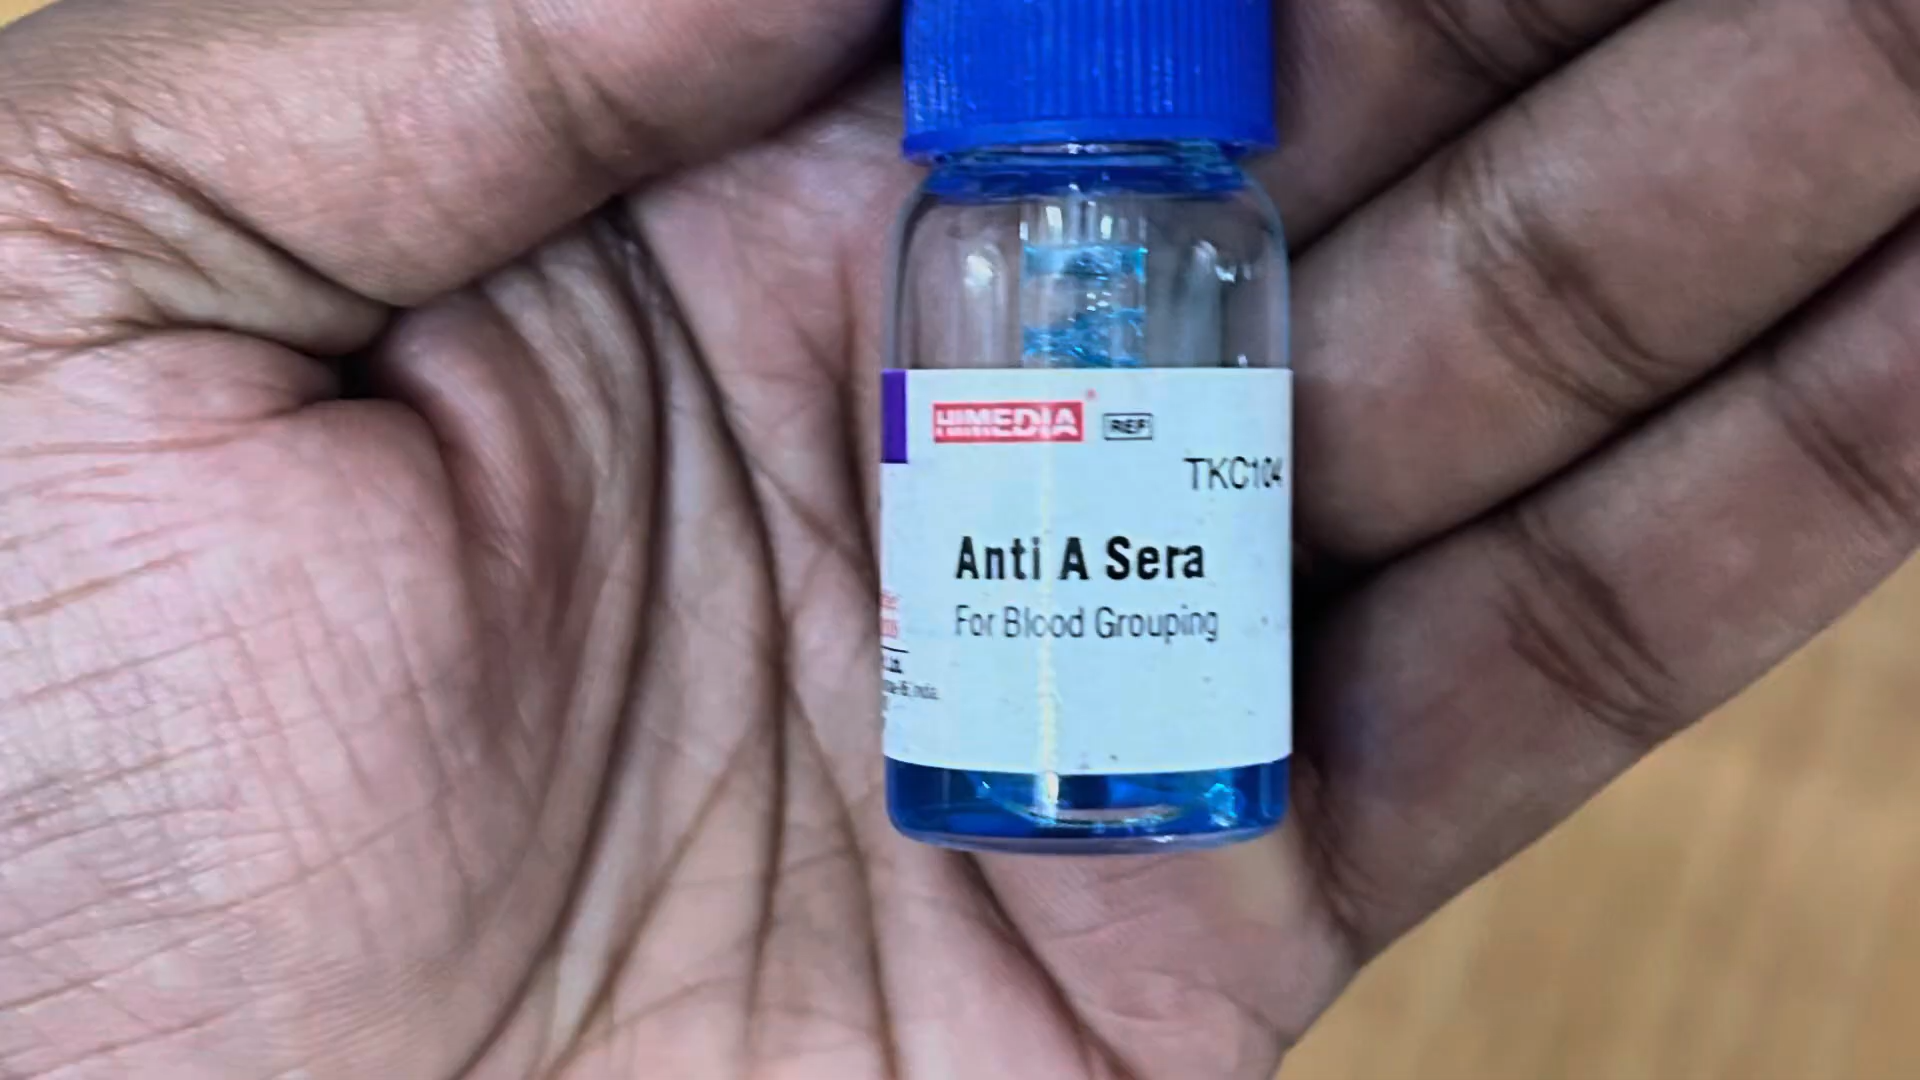 HIMEDIA® REF
TKC104
Anti A Sera
For Blood Grouping